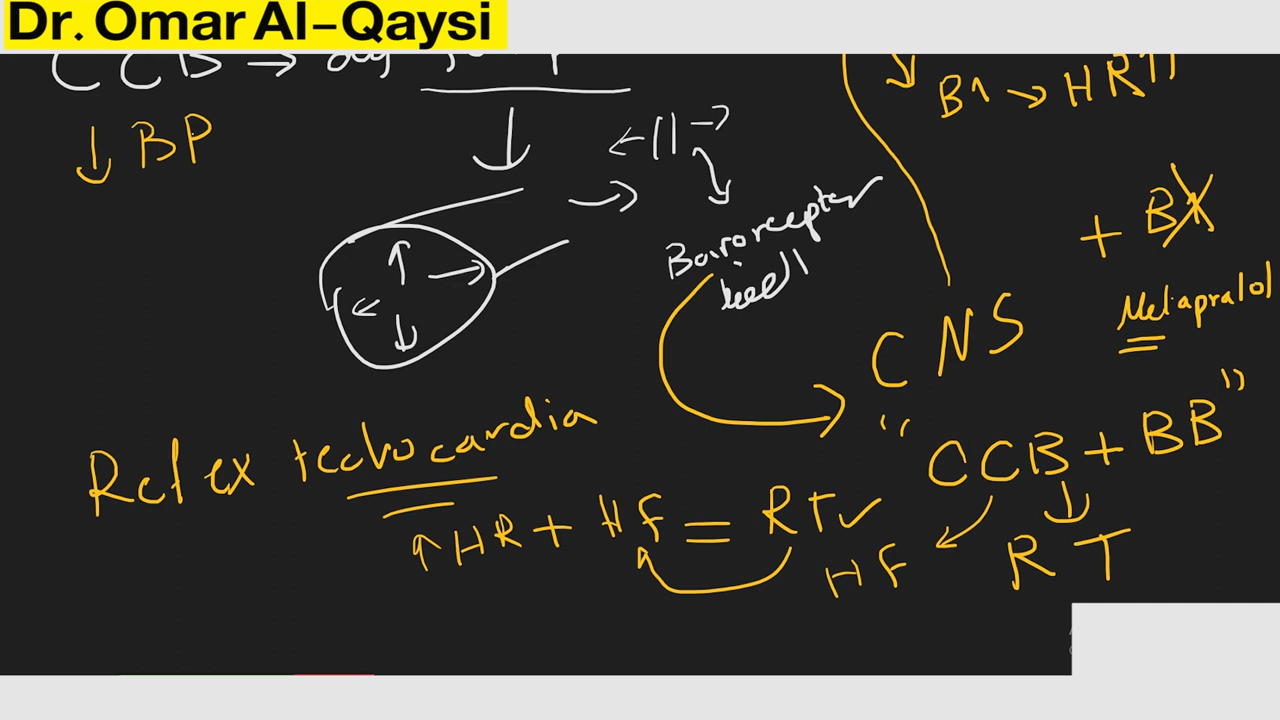 Dr. Omar Al-Qaysi
CCB →
↓ BP
B1 → HR↑↑
Baroreceptor
+ B1
Metapralol
CNS
Reflex techocardia
"CCB + BB"
↑HR + HF = RT
HF
RT